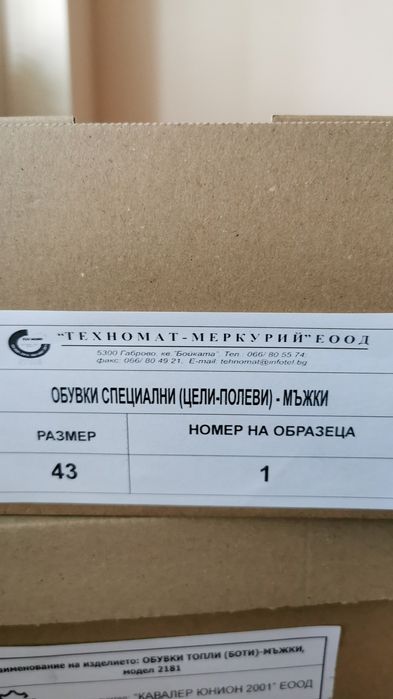 "ТЕХНОМАТ-МЕРКУРИЙ" ЕООД
5300 Габрово, кв. "Бойката". Тел.: 066/ 80 55 74;
факс: 066/ 80 49 21, E-mail: tehnomat@infotel.bg
ОБУВКИ СПЕЦИАЛНИ (ЦЕЛИ-ПОЛЕВИ) - МЪЖКИ
РАЗМЕР
НОМЕР НА ОБРАЗЕЦА
43
1
аименование на изделието: ОБУВКИ ТОПЛИ (БОТИ)-МЪЖКИ,
модел 2181
"КАВАЛЕР ЮНИОН 2001" ЕООД